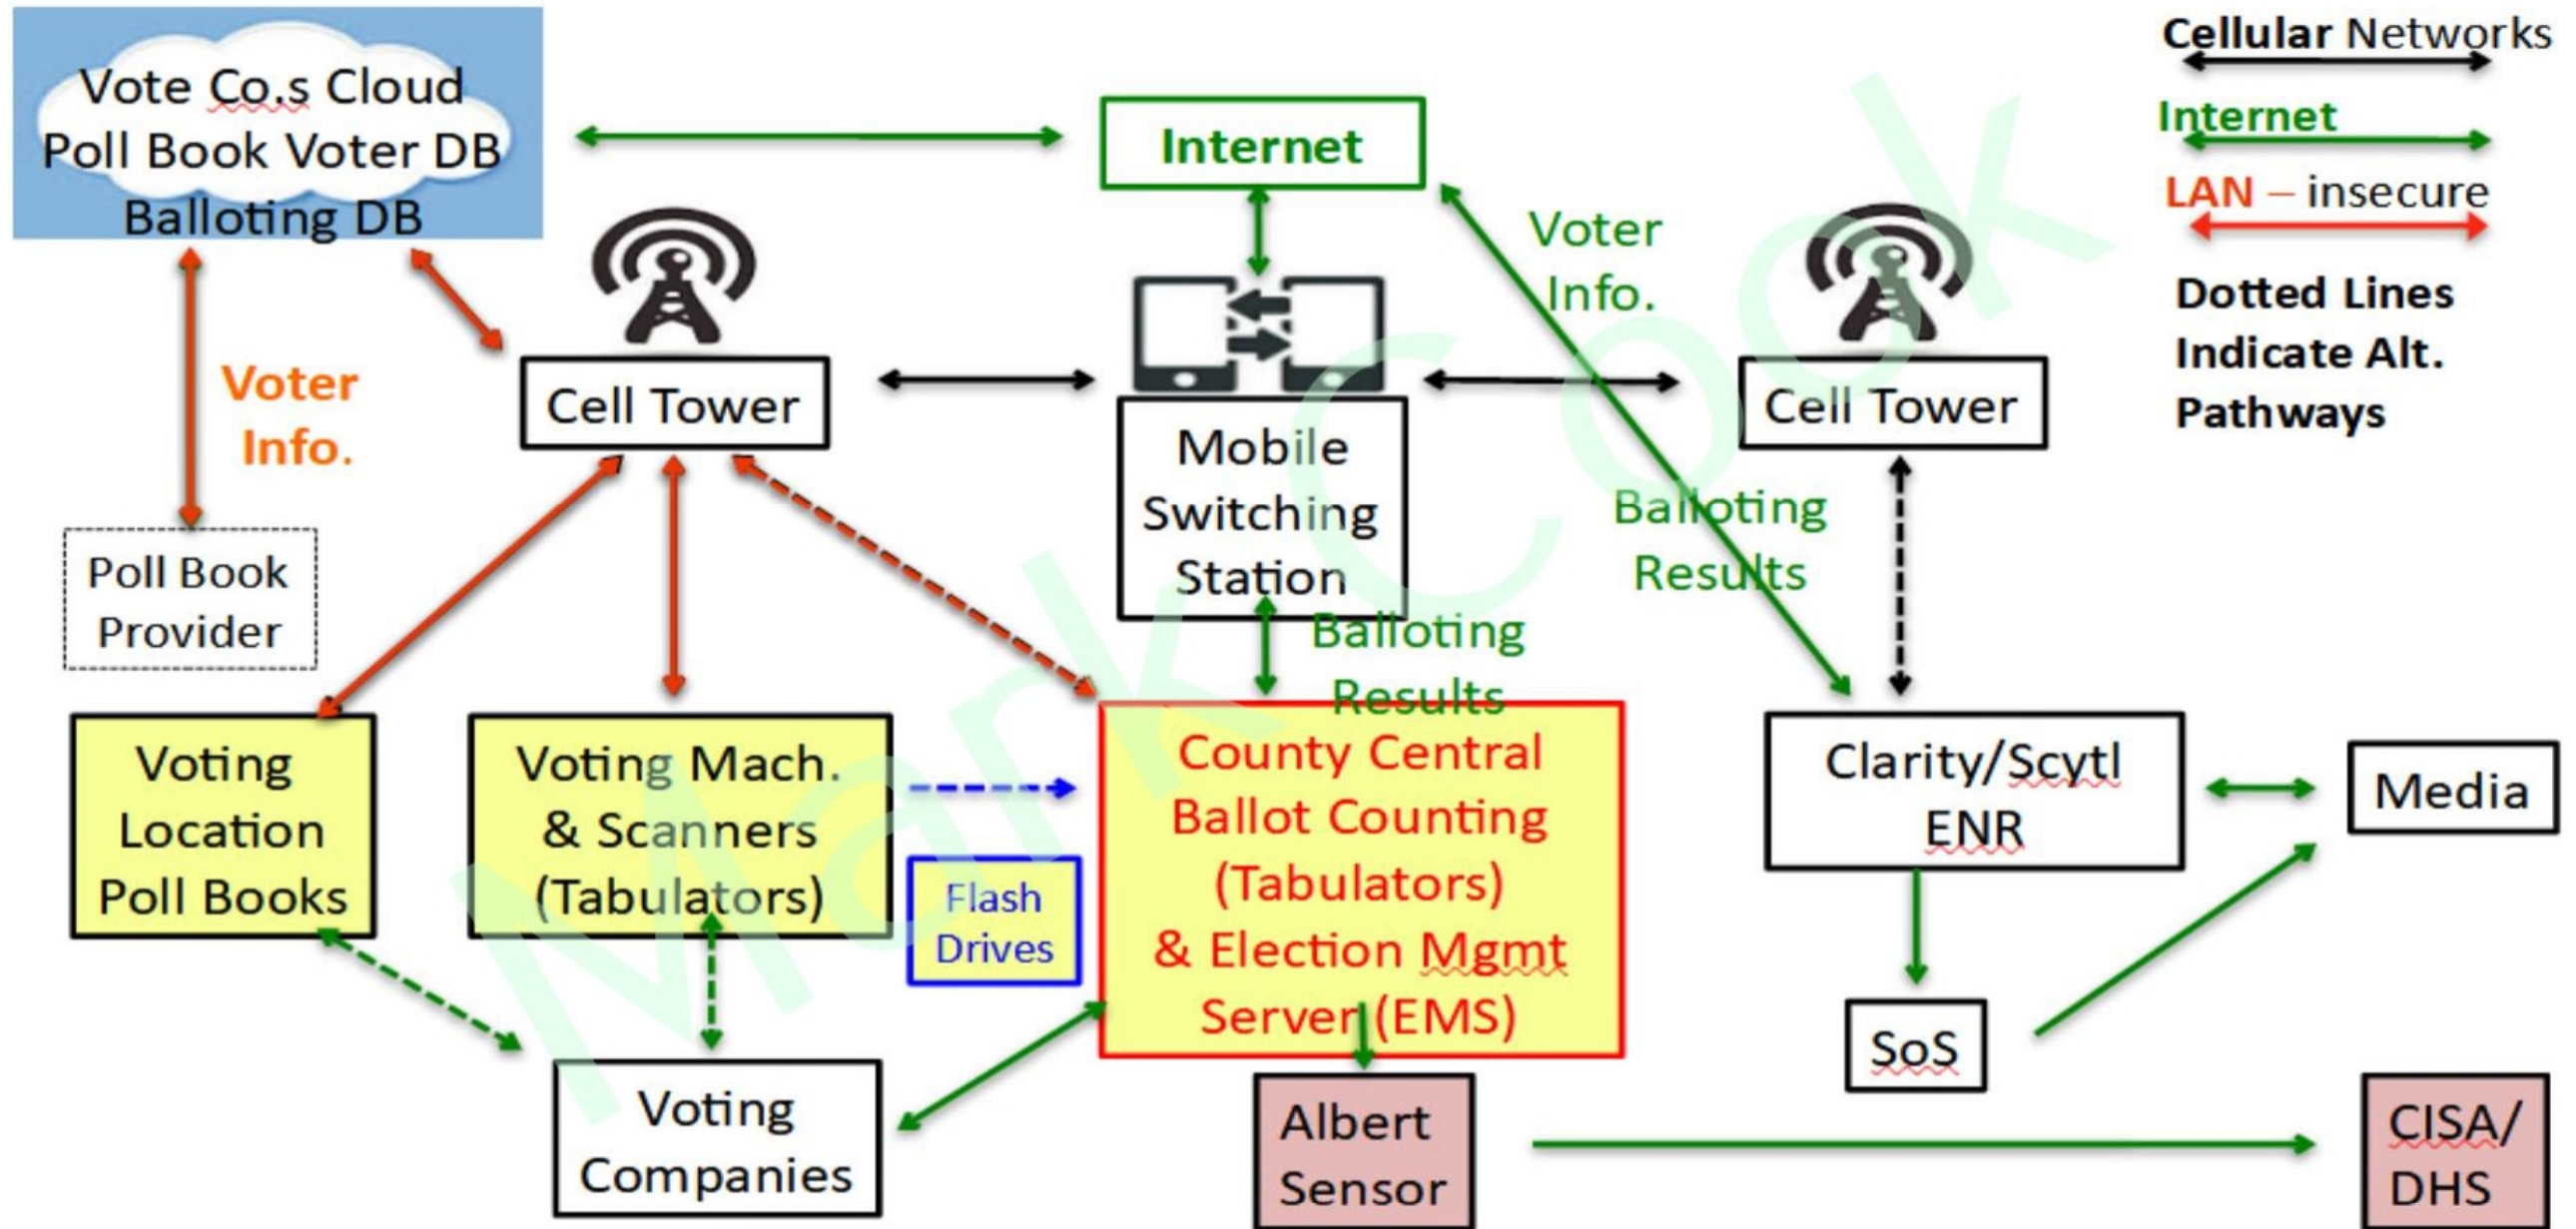 Vote Co.s Cloud
Poll Book Voter DB
Balloting DB
Internet
Cellular Networks
Internet
LAN – insecure
Dotted Lines
Indicate Alt.
Pathways
Voter
Info.
Cell Tower
Voter
Info.
Cell Tower
Mobile
Switching
Station
Balloting
Results
Balloting
Results
Poll Book
Provider
Voting
Location
Poll Books
Voting Mach.
& Scanners
(Tabulators)
Flash
Drives
County Central
Ballot Counting
(Tabulators)
& Election Mgmt
Server (EMS)
Clarity/Scytl
ENR
Media
SoS
Voting
Companies
Albert
Sensor
CISA/
DHS
Mark Cook